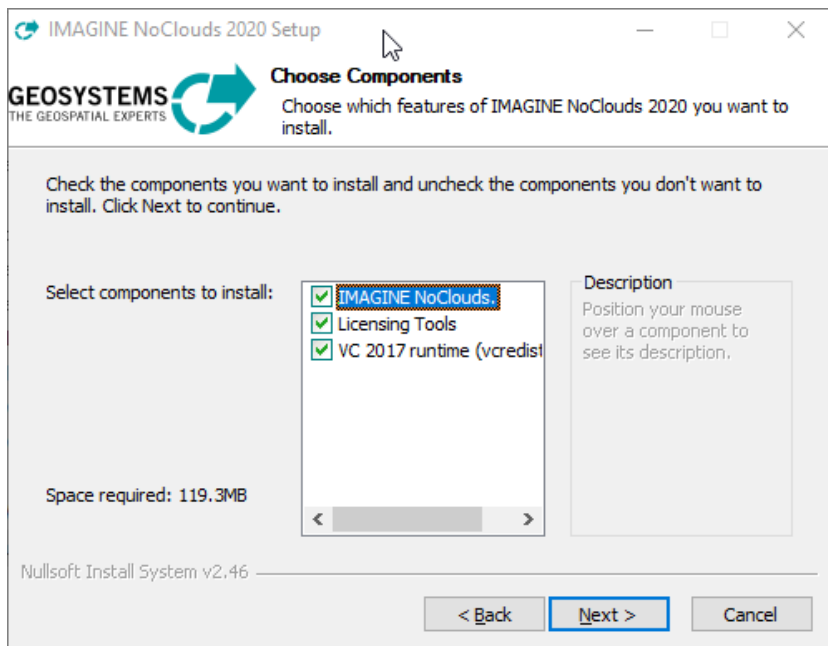 IMAGINE NoClouds 2020 Setup
GEOSYSTEMS
THE GEOSPATIAL EXPERTS
Choose Components
Choose which features of IMAGINE NoClouds 2020 you want to
install.
Check the components you want to install and uncheck the components you don't want to
install. Click Next to continue.
Select components to install:
IMAGINE NoClouds.
Licensing Tools
VC 2017 runtime (vcredist
Description
Position your mouse
over a component to
see its description.
Space required: 119.3MB
Nullsoft Install System v2.46
< Back
Next >
Cancel